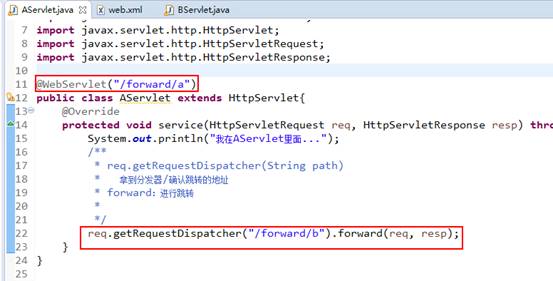 AServlet.java web.xml BServlet.java
7 import javax.servlet.http.HttpServlet;
8 import javax.servlet.http.HttpServletRequest;
9 import javax.servlet.http.HttpServletResponse;
10
11 @WebServlet("/forward/a")
12 public class AServlet extends HttpServlet{
13 @Override
14 protected void service(HttpServletRequest req, HttpServletResponse resp) thro
15 System.out.println("我在AServlet里面...");
16 /**
17 * req.getRequestDispatcher(String path)
18 * 拿到分发器/确认跳转的地址
19 * forward：进行跳转
20 *
21 */
22 req.getRequestDispatcher("/forward/b").forward(req, resp);
23 }
24 }
25